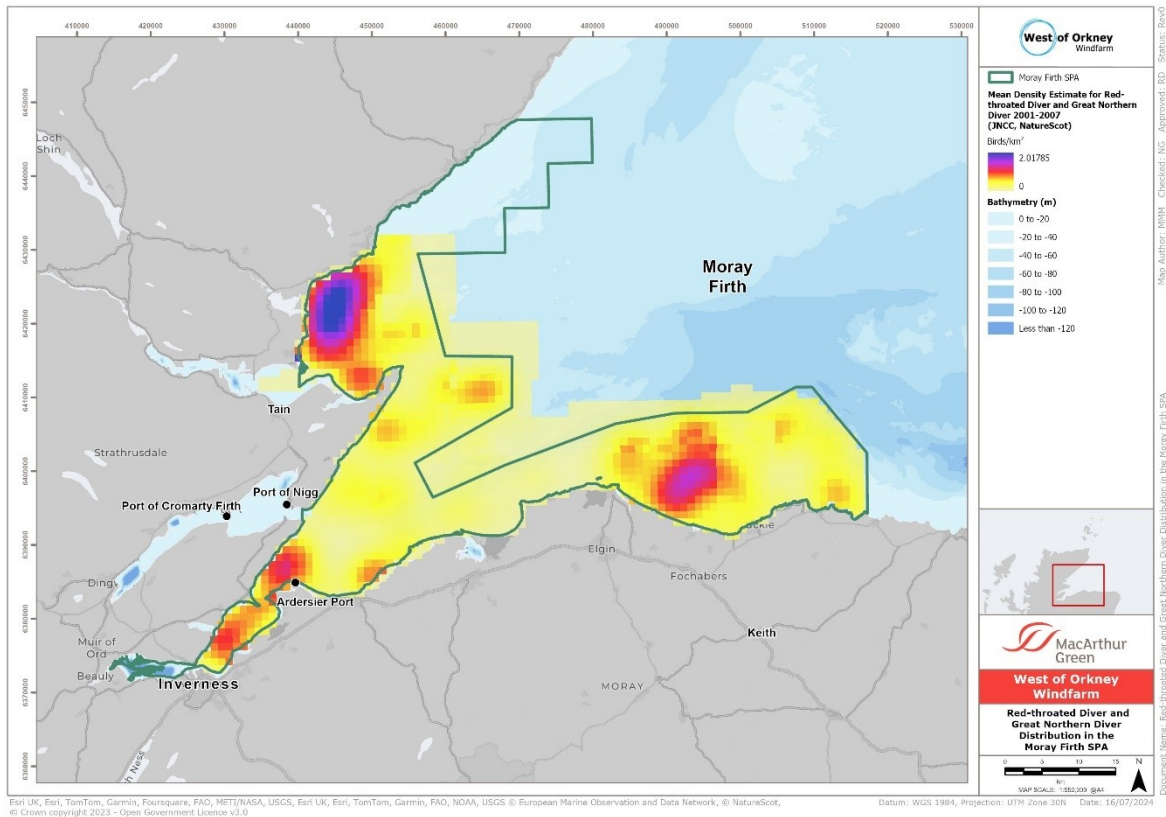 410000 420000 430000 440000 450000 460000 470000 480000 490000 500000 510000 520000 530000
6450000
6440000
6430000
6420000
6410000
6400000
6390000
6380000
6370000
6360000
Loch
Shin
Moray
Firth
Tain
Strathrusdale
Port of Nigg
Port of Cromarty Firth
Elgin
Fochabers
Ardersier Port
Muir of
Ord
Beauly
Inverness
Keith
MORAY
West of Orkney
Windfarm
Moray Firth SPA
Mean Density Estimate for Red-
throated Diver and Great Northern
Diver 2001-2007
(JNCC, NatureScot)
Birds/km²
2.01785
0
Bathymetry (m)
0 to -20
-20 to -40
-40 to -60
-60 to -80
-80 to -100
-100 to -120
Less than -120
MacArthur
Green
West of Orkney
Windfarm
Red-throated Diver and
Great Northern Diver
Distribution in the
Moray Firth SPA
0 5 10 15
km
N
MAP SCALE: 1:550,000 @A4
Document Name: Red-throated Diver and Great Northern Diver Distribution in the Moray Firth SPA
Map Author: MMM Checked: NG Approved: RD Status: Rev0
Esri UK, Esri, TomTom, Garmin, Foursquare, FAO, METI/NASA, USGS, Esri UK, Esri, TomTom, Garmin, FAO, NOAA, USGS © European Marine Observation and Data Network, © NatureScot,
© Crown copyright 2023 - Open Government Licence v3.0
Datum: WGS 1984, Projection: UTM Zone 30N Date: 16/07/2024